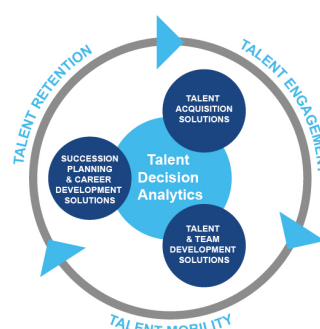 TALENT RETENTION
TALENT ENGAGEMENT
TALENT
ACQUISITION
SOLUTIONS
SUCCESSION
PLANNING
& CAREER
DEVELOPMENT
SOLUTIONS
Talent
Decision
Analytics
TALENT
& TEAM
DEVELOPMENT
SOLUTIONS
TALENT MOBILITY